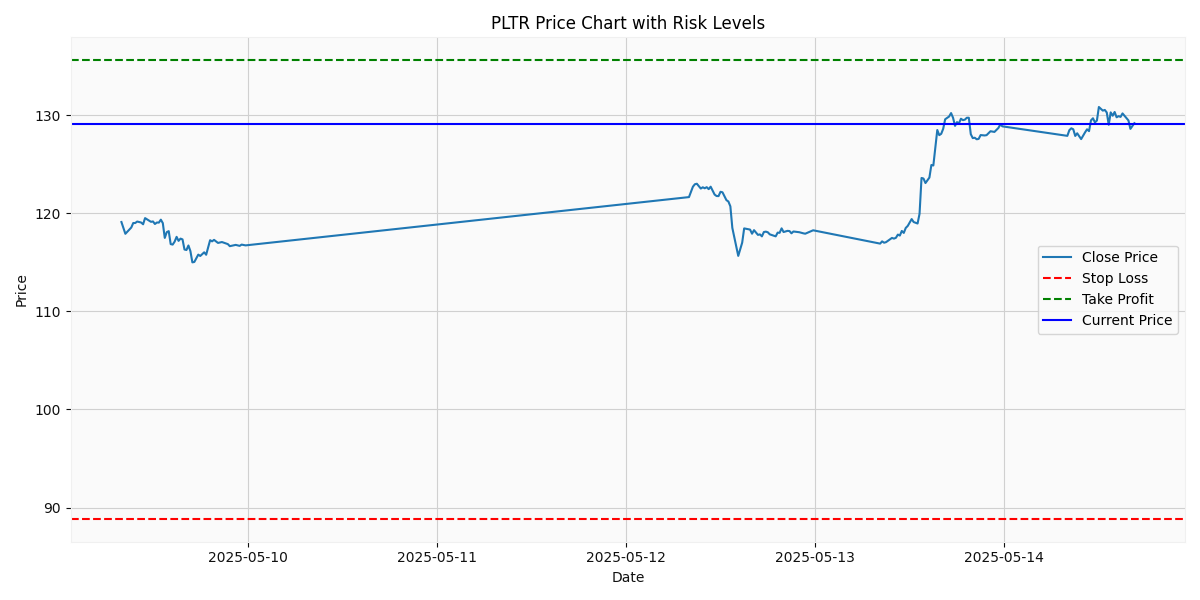 PLTR Price Chart with Risk Levels
Price
130
120
110
100
90
Close Price
Stop Loss
Take Profit
Current Price
2025-05-10
2025-05-11
2025-05-12
2025-05-13
2025-05-14
Date